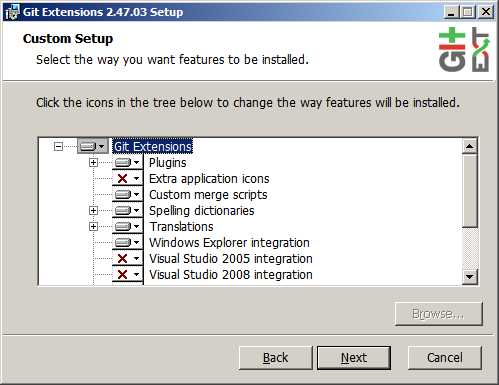 Git Extensions 2.47.03 Setup
Custom Setup
Select the way you want features to be installed.
Git
EXt
Click the icons in the tree below to change the way features will be installed.
Git Extensions
Plugins
Extra application icons
Custom merge scripts
Spelling dictionaries
Translations
Windows Explorer integration
Visual Studio 2005 integration
Visual Studio 2008 integration
Browse...
Back
Next
Cancel